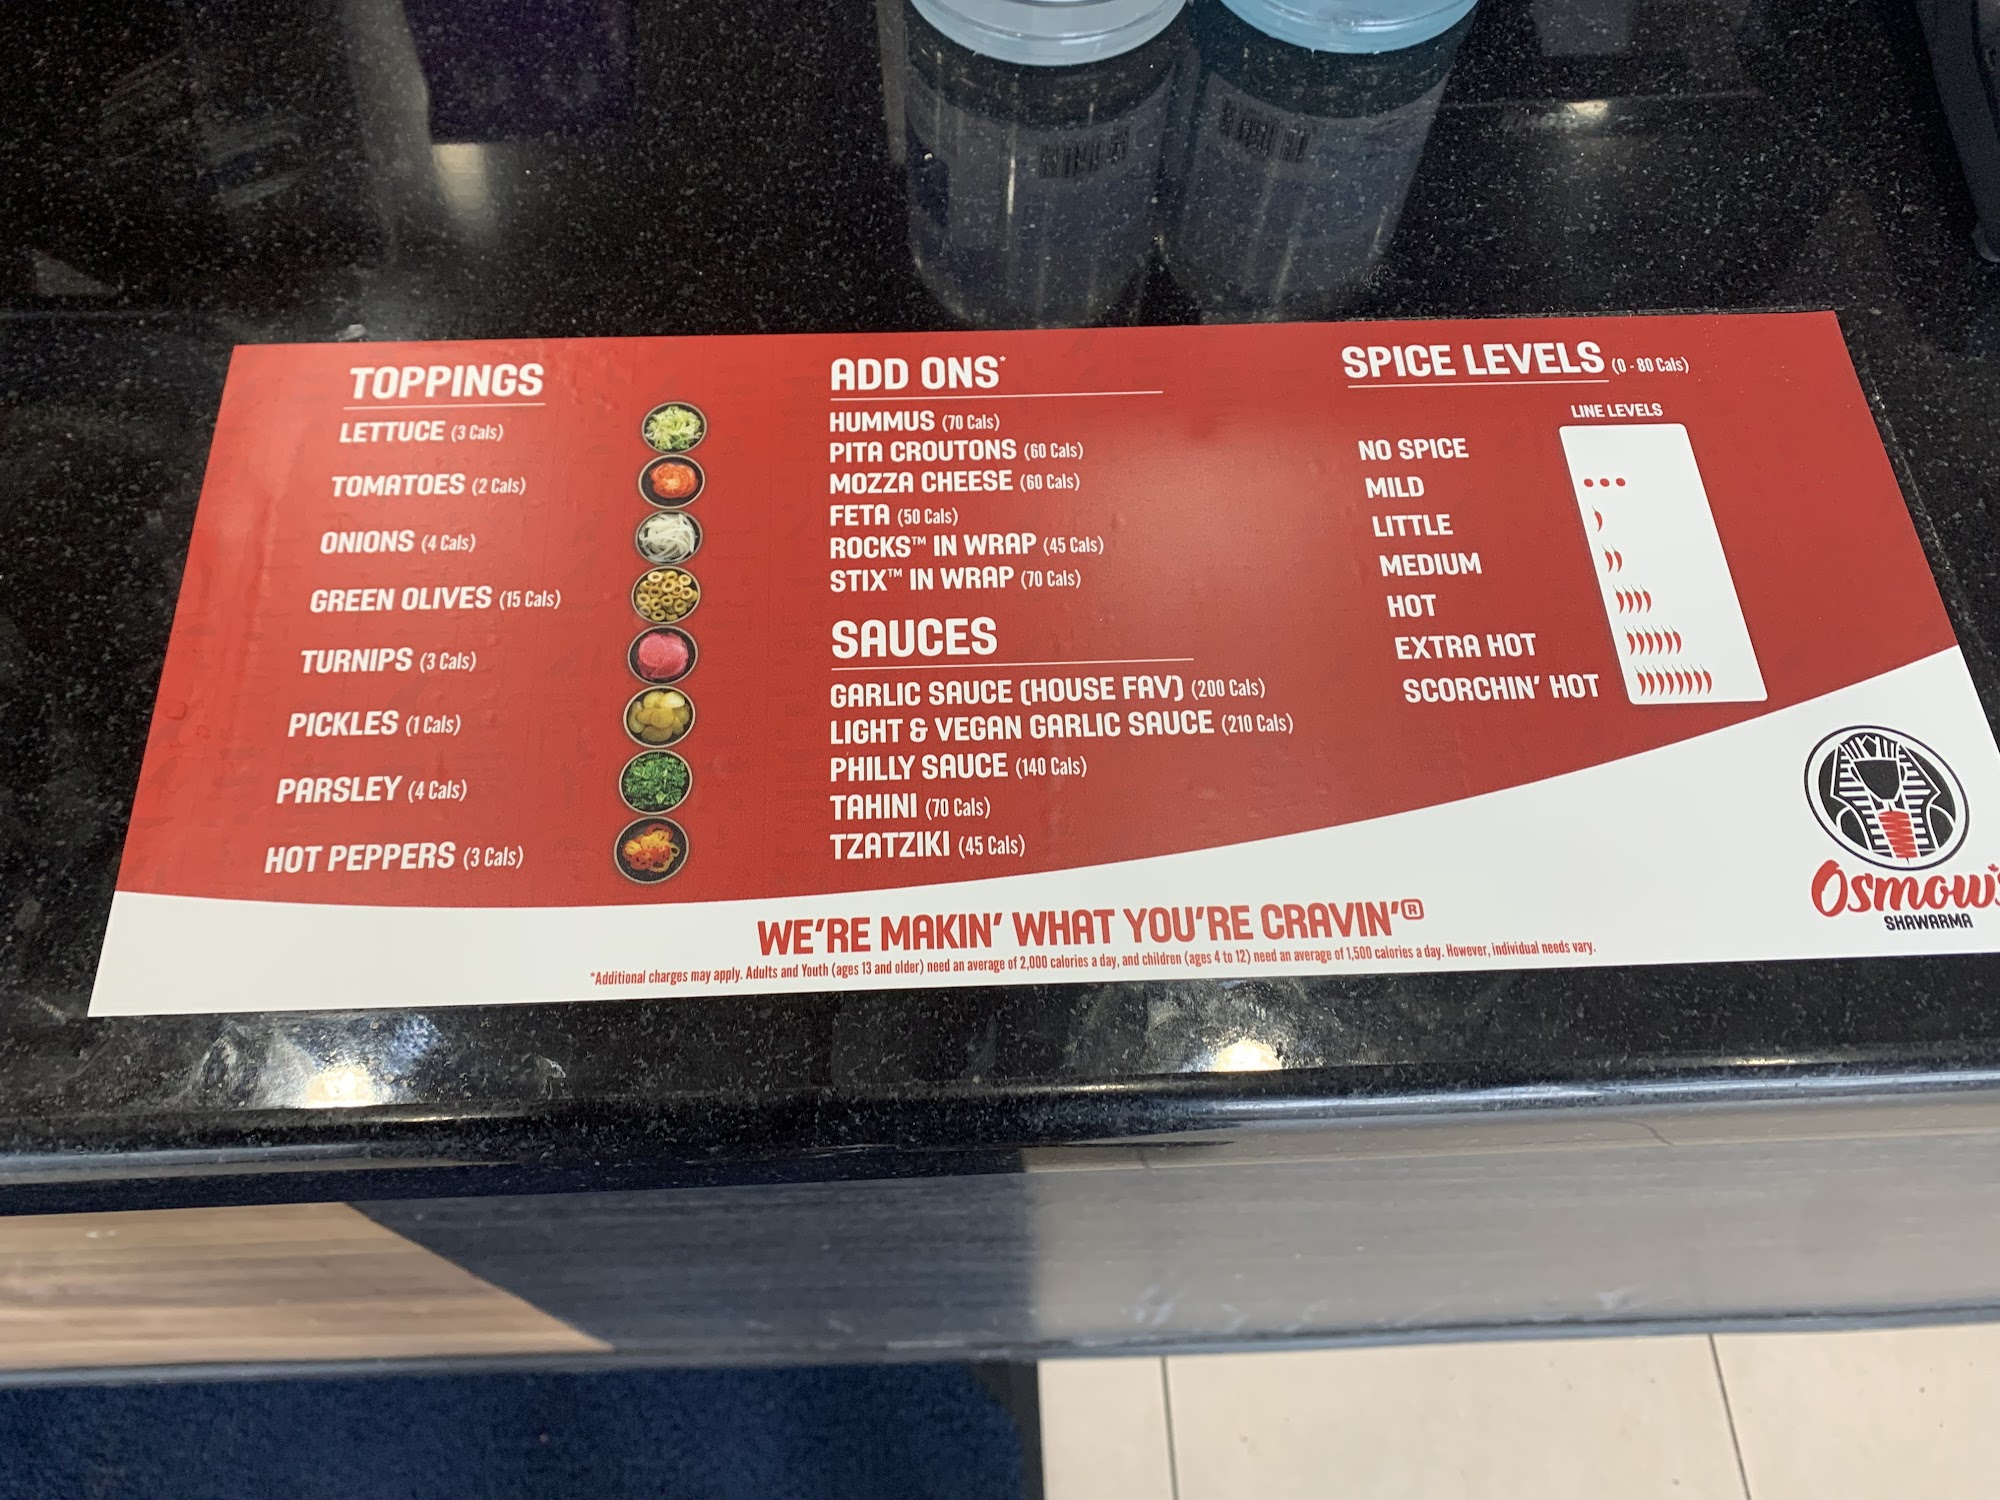 TOPPINGS
LETTUCE (3 Cals)
TOMATOES (2 Cals)
ONIONS (4 Cals)
GREEN OLIVES (15 Cals)
TURNIPS (3 Cals)
PICKLES (1 Cals)
PARSLEY (4 Cals)
HOT PEPPERS (3 Cals)
ADD ONS*
HUMMUS (70 Cals)
PITA CROUTONS (60 Cals)
MOZZA CHEESE (60 Cals)
FETA (50 Cals)
ROCKS™ IN WRAP (45 Cals)
STIX™ IN WRAP (70 Cals)
SAUCES
GARLIC SAUCE (HOUSE FAV) (200 Cals)
LIGHT & VEGAN GARLIC SAUCE (210 Cals)
PHILLY SAUCE (140 Cals)
TAHINI (70 Cals)
TZATZIKI (45 Cals)
SPICE LEVELS (0 - 80 Cals)
LINE LEVELS
NO SPICE
MILD
LITTLE
MEDIUM
HOT
EXTRA HOT
SCORCHIN' HOT
Osmow's
SHAWARMA
WE'RE MAKIN' WHAT YOU'RE CRAVIN'®
*Additional charges may apply. Adults and Youth (ages 13 and older) need an average of 2,000 calories a day, and children (ages 4 to 12) need an average of 1,500 calories a day. However, individual needs vary.